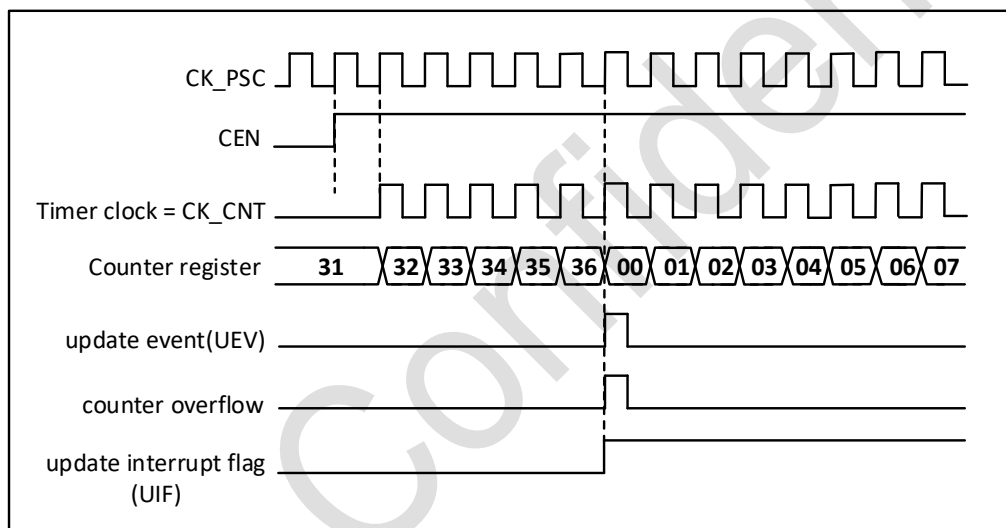 CK_PSC
CEN
Timer clock = CK_CNT
Counter register 31 32 33 34 35 36 00 01 02 03 04 05 06 07
update event(UEV)
counter overflow
update interrupt flag
(UIF)